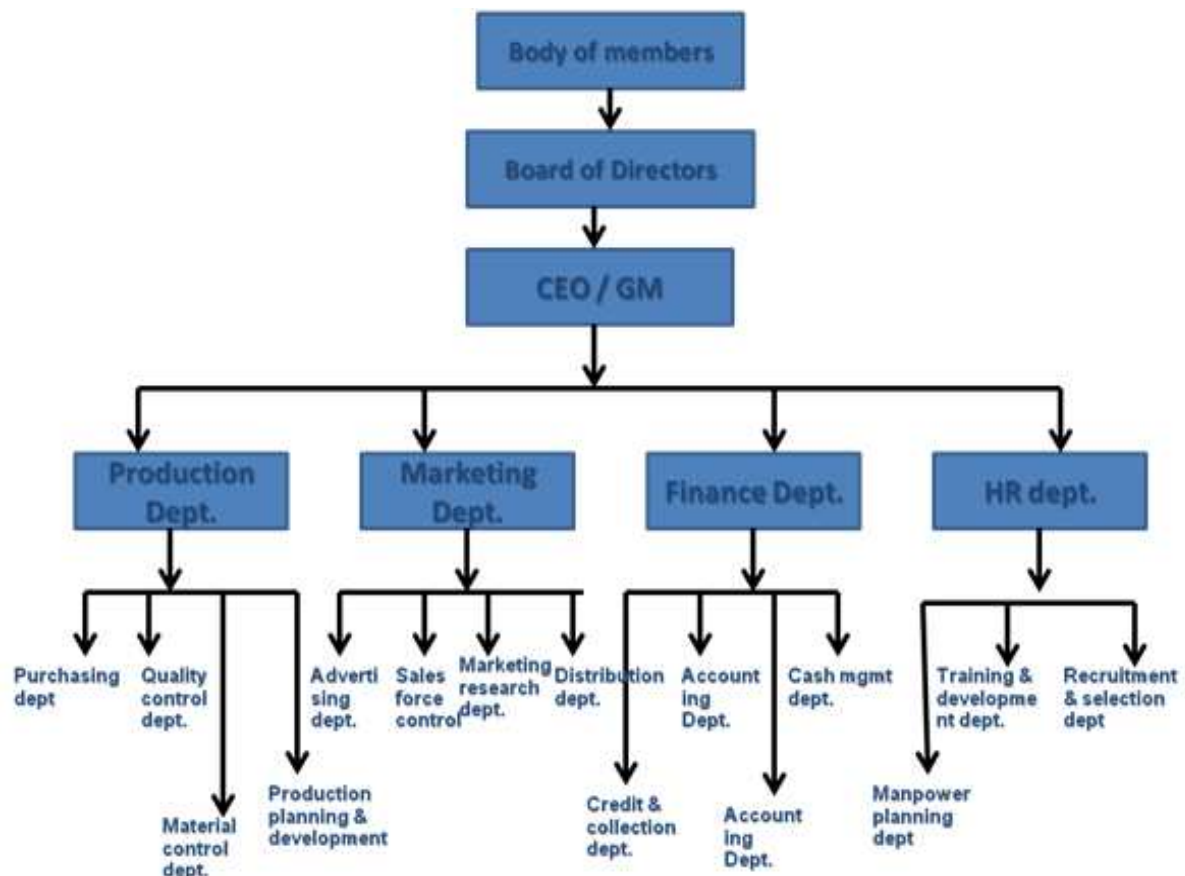 Body of members
Board of Directors
CEO / GM
Production
Dept.
Marketing
Dept.
Finance Dept.
HR dept.
Purchasing
dept
Quality
control
dept.
Material
control
dept.
Production
planning &
development
Adverti
sing dept.
Sales
force
control
Marketing
research
dept.
Distribution
dept.
Credit &
collection
dept.
Account
ing
Dept.
Account
ing
Dept.
Cash mgmt
dept.
Manpower
planning
dept
Training &
developme
nt dept.
Recruitment
& selection
dept